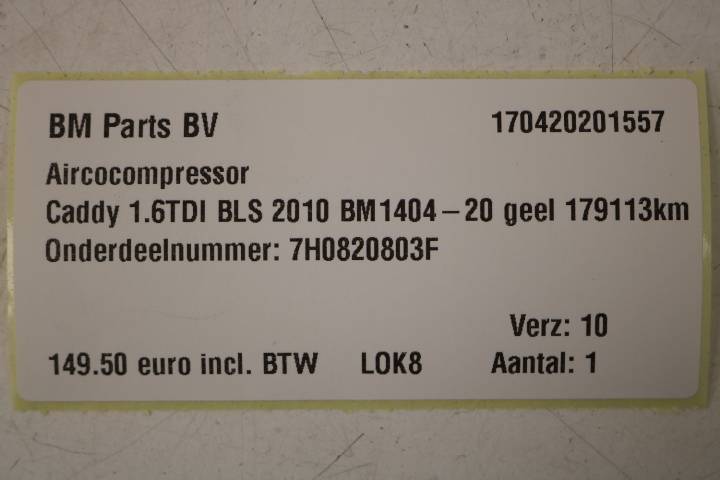 BM Parts BV 170420201557
Aircocompressor
Caddy 1.6TDI BLS 2010 BM1404-20 geel 179113km
Onderdeelnummer: 7H0820803F
Verz: 10
149.50 euro incl. BTW LOK8 Aantal: 1